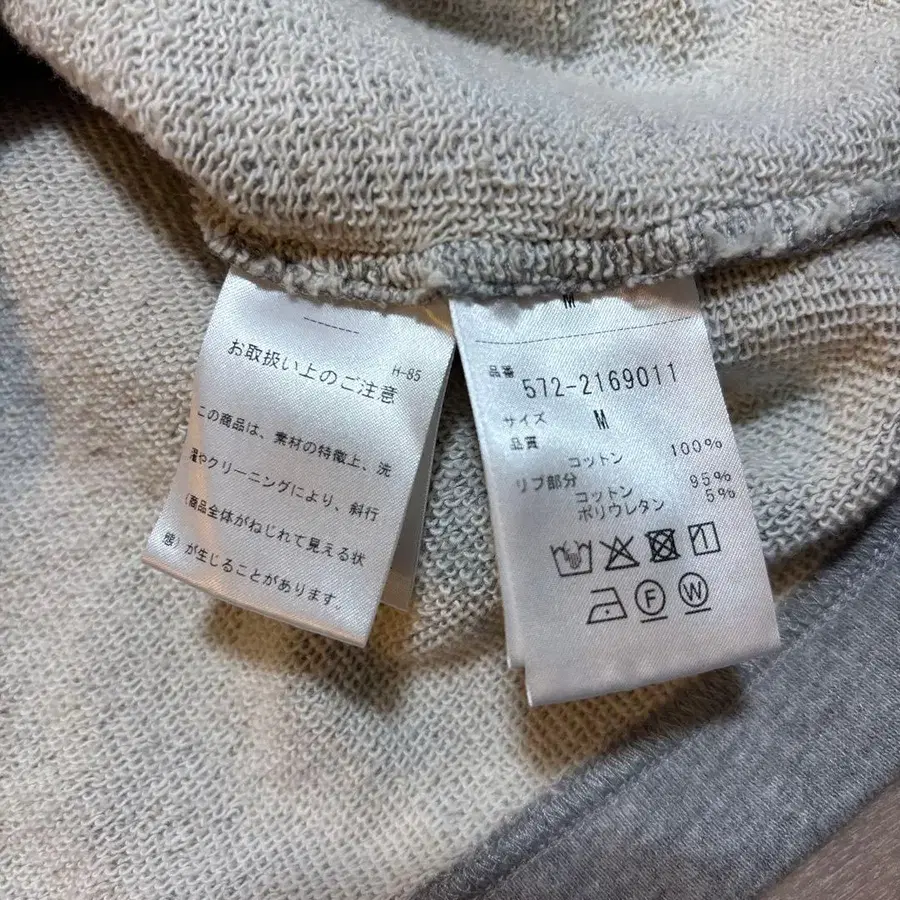 お取扱い上のご注意
H-85
この商品は、素材の特徴上、洗
濯やクリーニングにより、斜行
(商品全体がねじれて見える状
態)が生じることがあります。
M
品番
572-2169011
サイズ M
品質
コットン 100%
リブ部分
コットン 95%
ポリウレタン 5%
F W